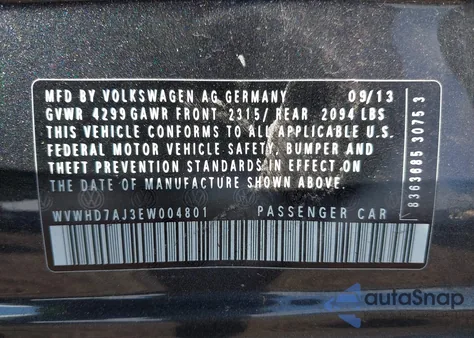 MFD BY VOLKSWAGEN AG GERMANY 09/13
GVWR 4299 GAWR FRONT 2315/ REAR 2094 LBS
THIS VEHICLE CONFORMS TO ALL APPLICABLE U.S.
FEDERAL MOTOR VEHICLE SAFETY, BUMPER AND
THEFT PREVENTION STANDARDS IN EFFECT ON
THE DATE OF MANUFACTURE SHOWN ABOVE.
WVWHD7AJ3EW004801 PASSENGER CAR
8363685 3075 3
autoSnap